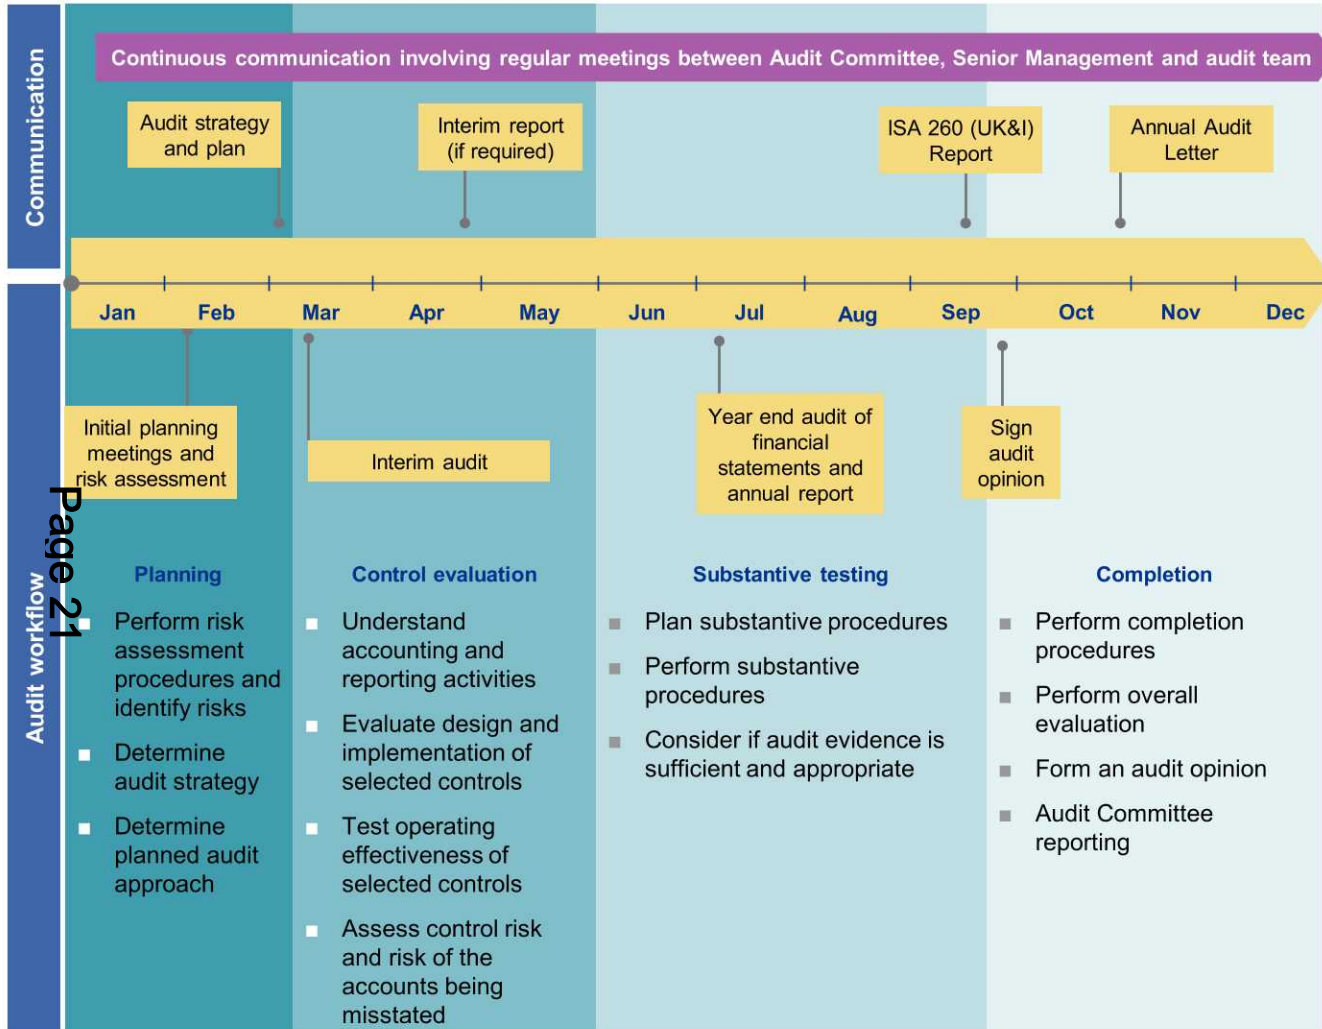 Communication
Continuous communication involving regular meetings between Audit Committee, Senior Management and audit team
Audit strategy
and plan
Interim report
(if required)
ISA 260 (UK&I)
Report
Annual Audit
Letter
Jan
Feb
Mar
Apr
May
Jun
Jul
Aug
Sep
Oct
Nov
Dec
Audit workflow
Page 21
Initial planning
meetings and
risk assessment
Interim audit
Year end audit of
financial
statements and
annual report
Sign
audit
opinion
Planning
Perform risk
assessment
procedures and
identify risks
Determine
audit strategy
Determine
planned audit
approach
Control evaluation
Understand
accounting and
reporting activities
Evaluate design and
implementation of
selected controls
Test operating
effectiveness of
selected controls
Assess control risk
and risk of the
accounts being
misstated
Substantive testing
Plan substantive procedures
Perform substantive
procedures
Consider if audit evidence is
sufficient and appropriate
Completion
Perform completion
procedures
Perform overall
evaluation
Form an audit opinion
Audit Committee
reporting